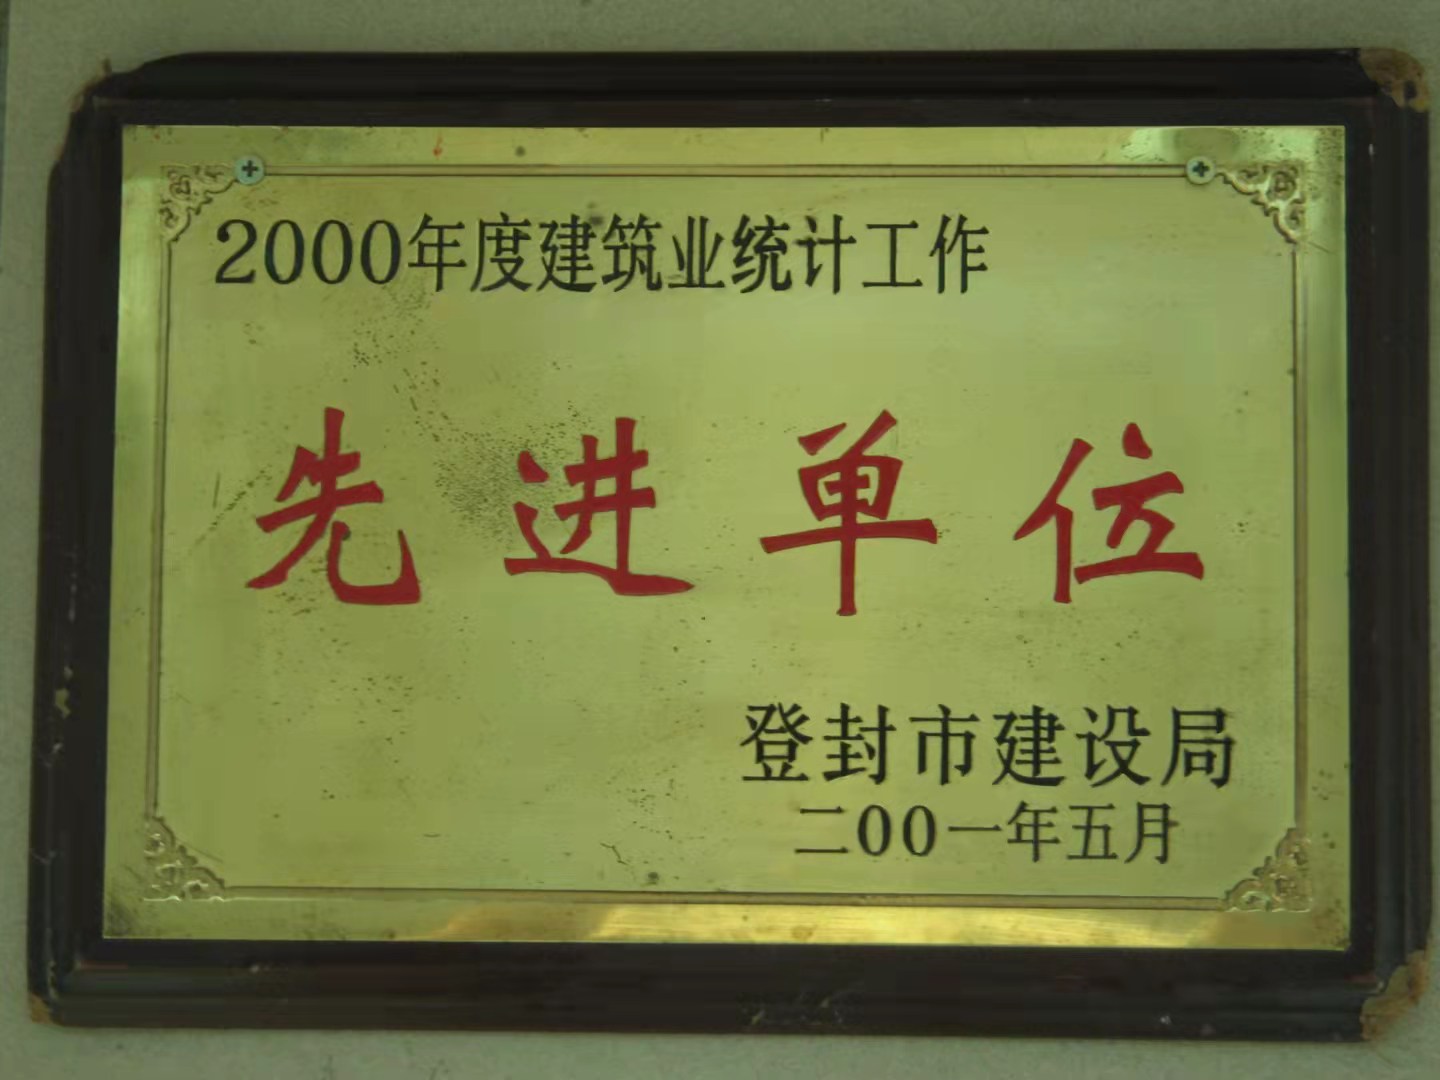 2000年度建筑业统计工作
先进单位
登封市建设局
二00一年五月